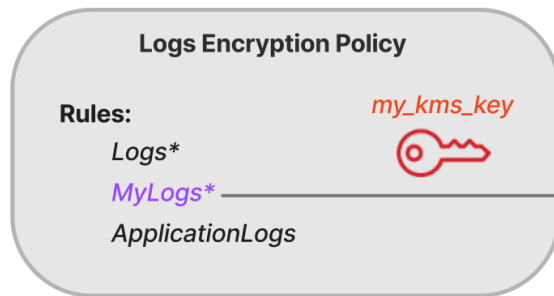 Logs Encryption Policy
Rules:
my_kms_key
Logs*
MyLogs*
ApplicationLogs